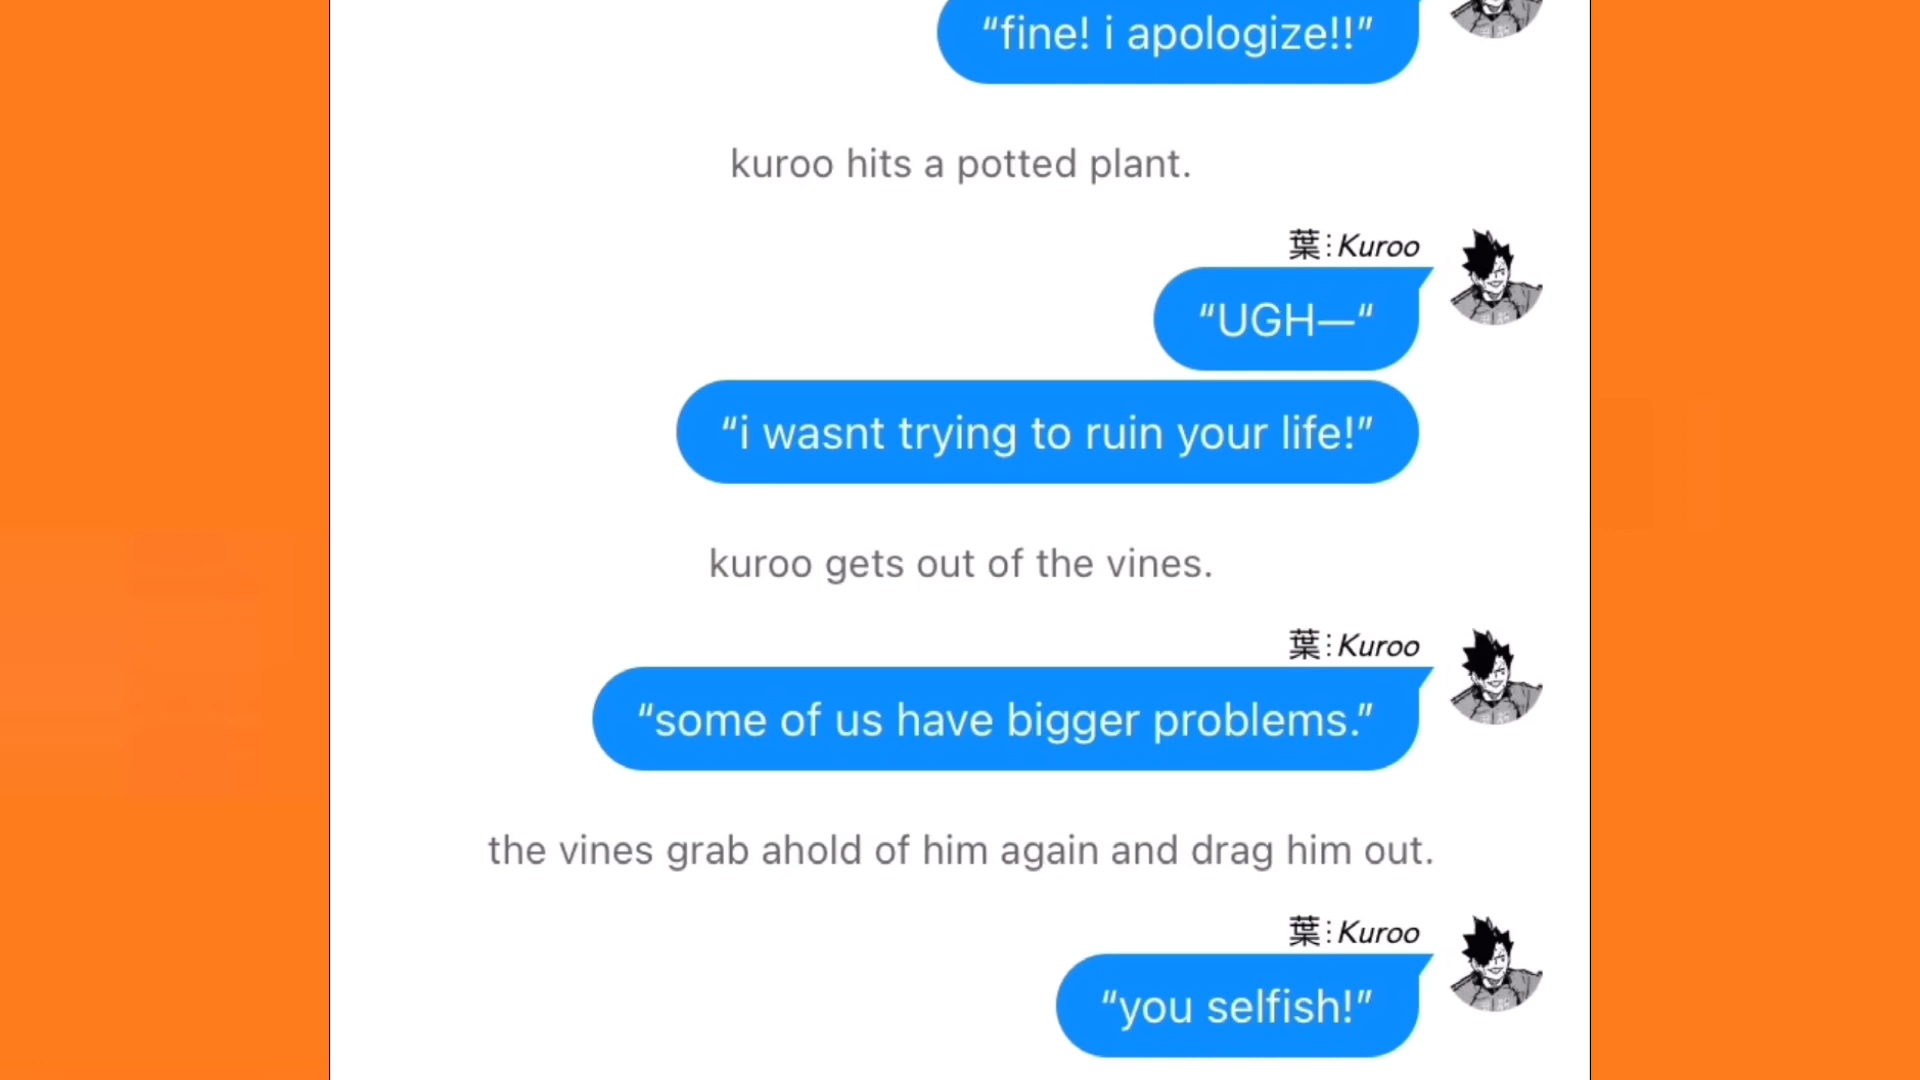 “fine! i apologize!!”
kuroo hits a potted plant.
葉⋮Kuroo
“UGH—“
“i wasnt trying to ruin your life!”
kuroo gets out of the vines.
葉⋮Kuroo
“some of us have bigger problems.”
the vines grab ahold of him again and drag him out.
葉⋮Kuroo
“you selfish!”